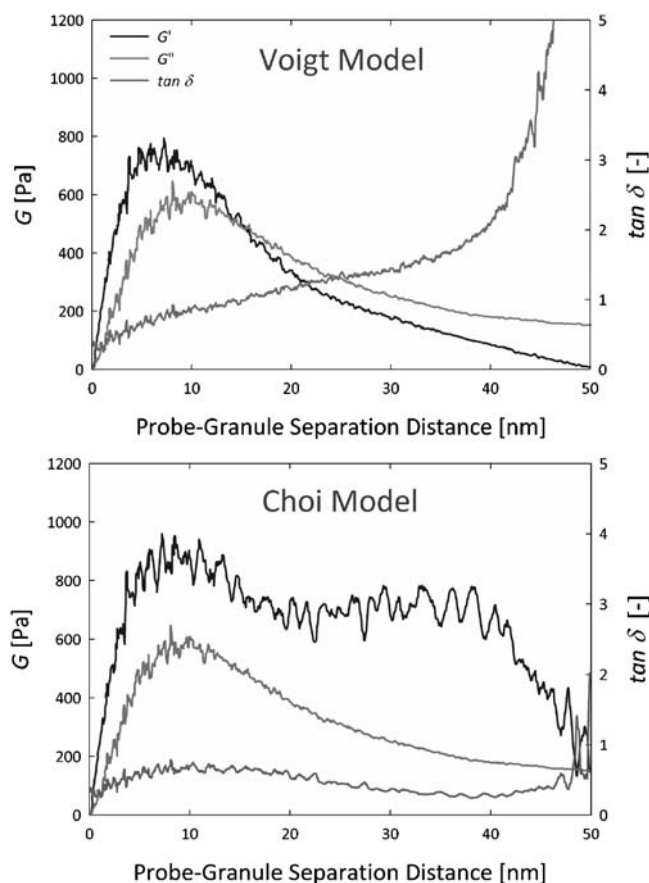 1200
1000
800
600
400
200
0
G [Pa]
G'
G"
tan δ
Voigt Model
5
4
3
2
1
0
tan δ [-]
0 10 20 30 40 50
Probe-Granule Separation Distance [nm]
1200
1000
800
600
400
200
0
G [Pa]
Choi Model
5
4
3
2
1
0
tan δ [-]
0 10 20 30 40 50
Probe-Granule Separation Distance [nm]